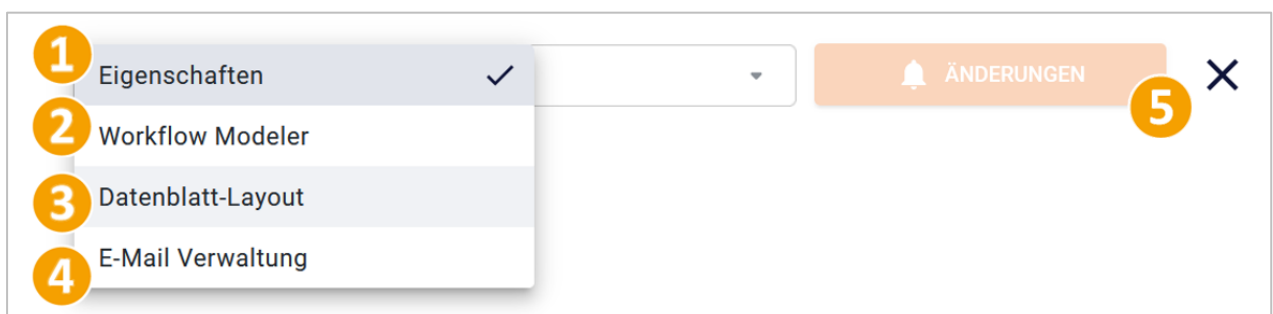 1
Eigenschaften
ÄNDERUNGEN
5
2
Workflow Modeler
3
Datenblatt-Layout
4
E-Mail Verwaltung